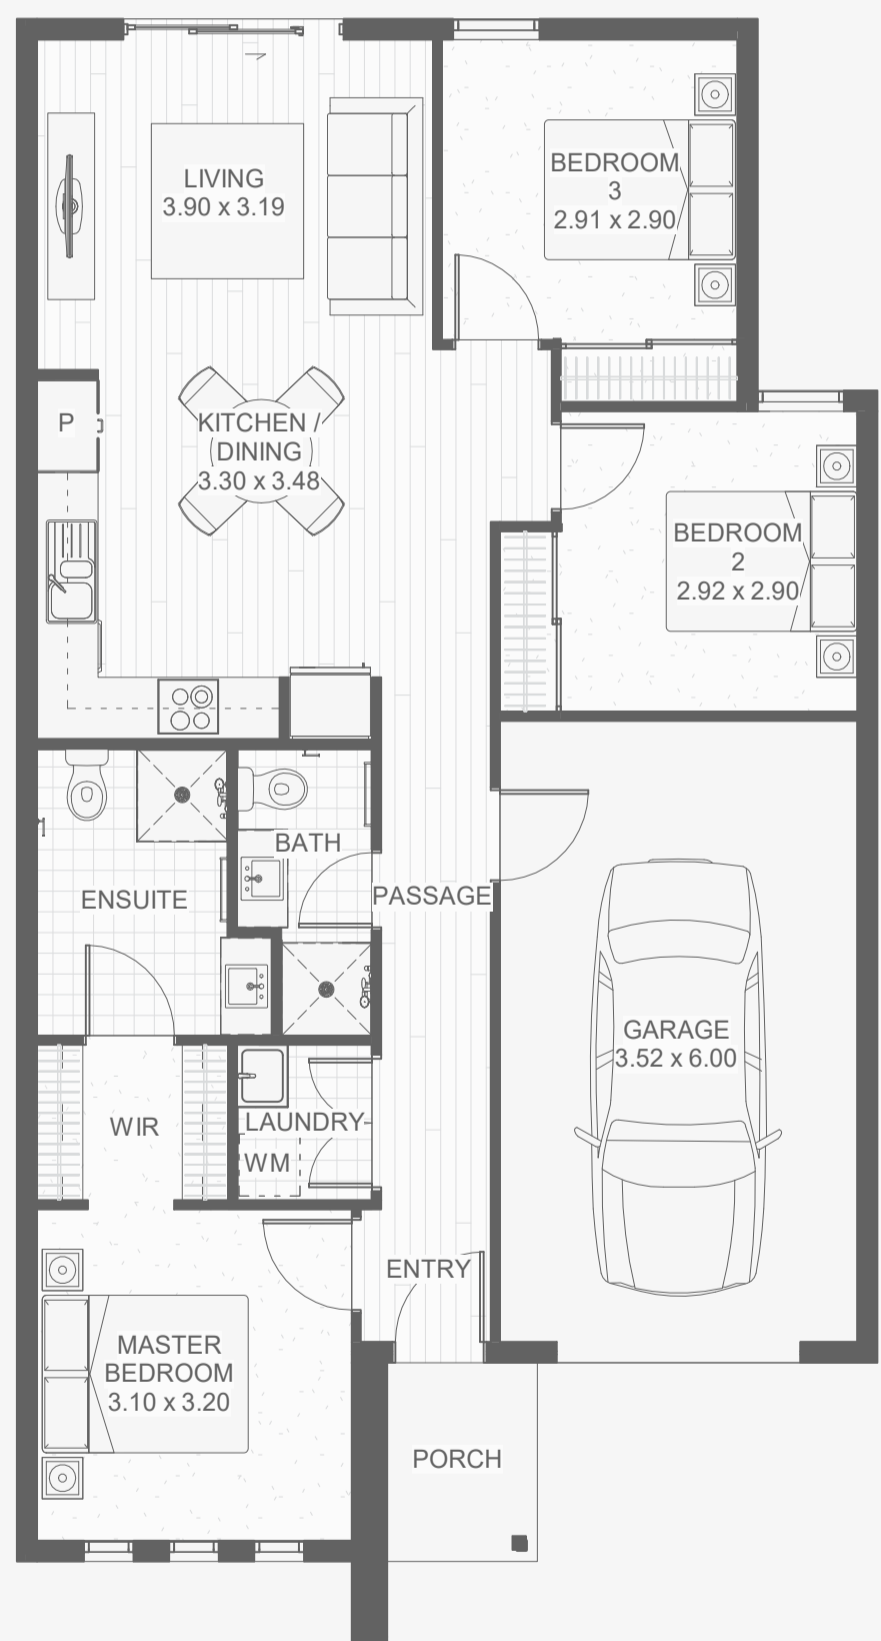 LIVING
3.90 x 3.19
BEDROOM
3
2.91 x 2.90
P
KITCHEN /
DINING
3.30 x 3.48
BEDROOM
2
2.92 x 2.90
BATH
ENSUITE
PASSAGE
GARAGE
3.52 x 6.00
WIR
LAUNDRY
WM
ENTRY
MASTER
BEDROOM
3.10 x 3.20
PORCH